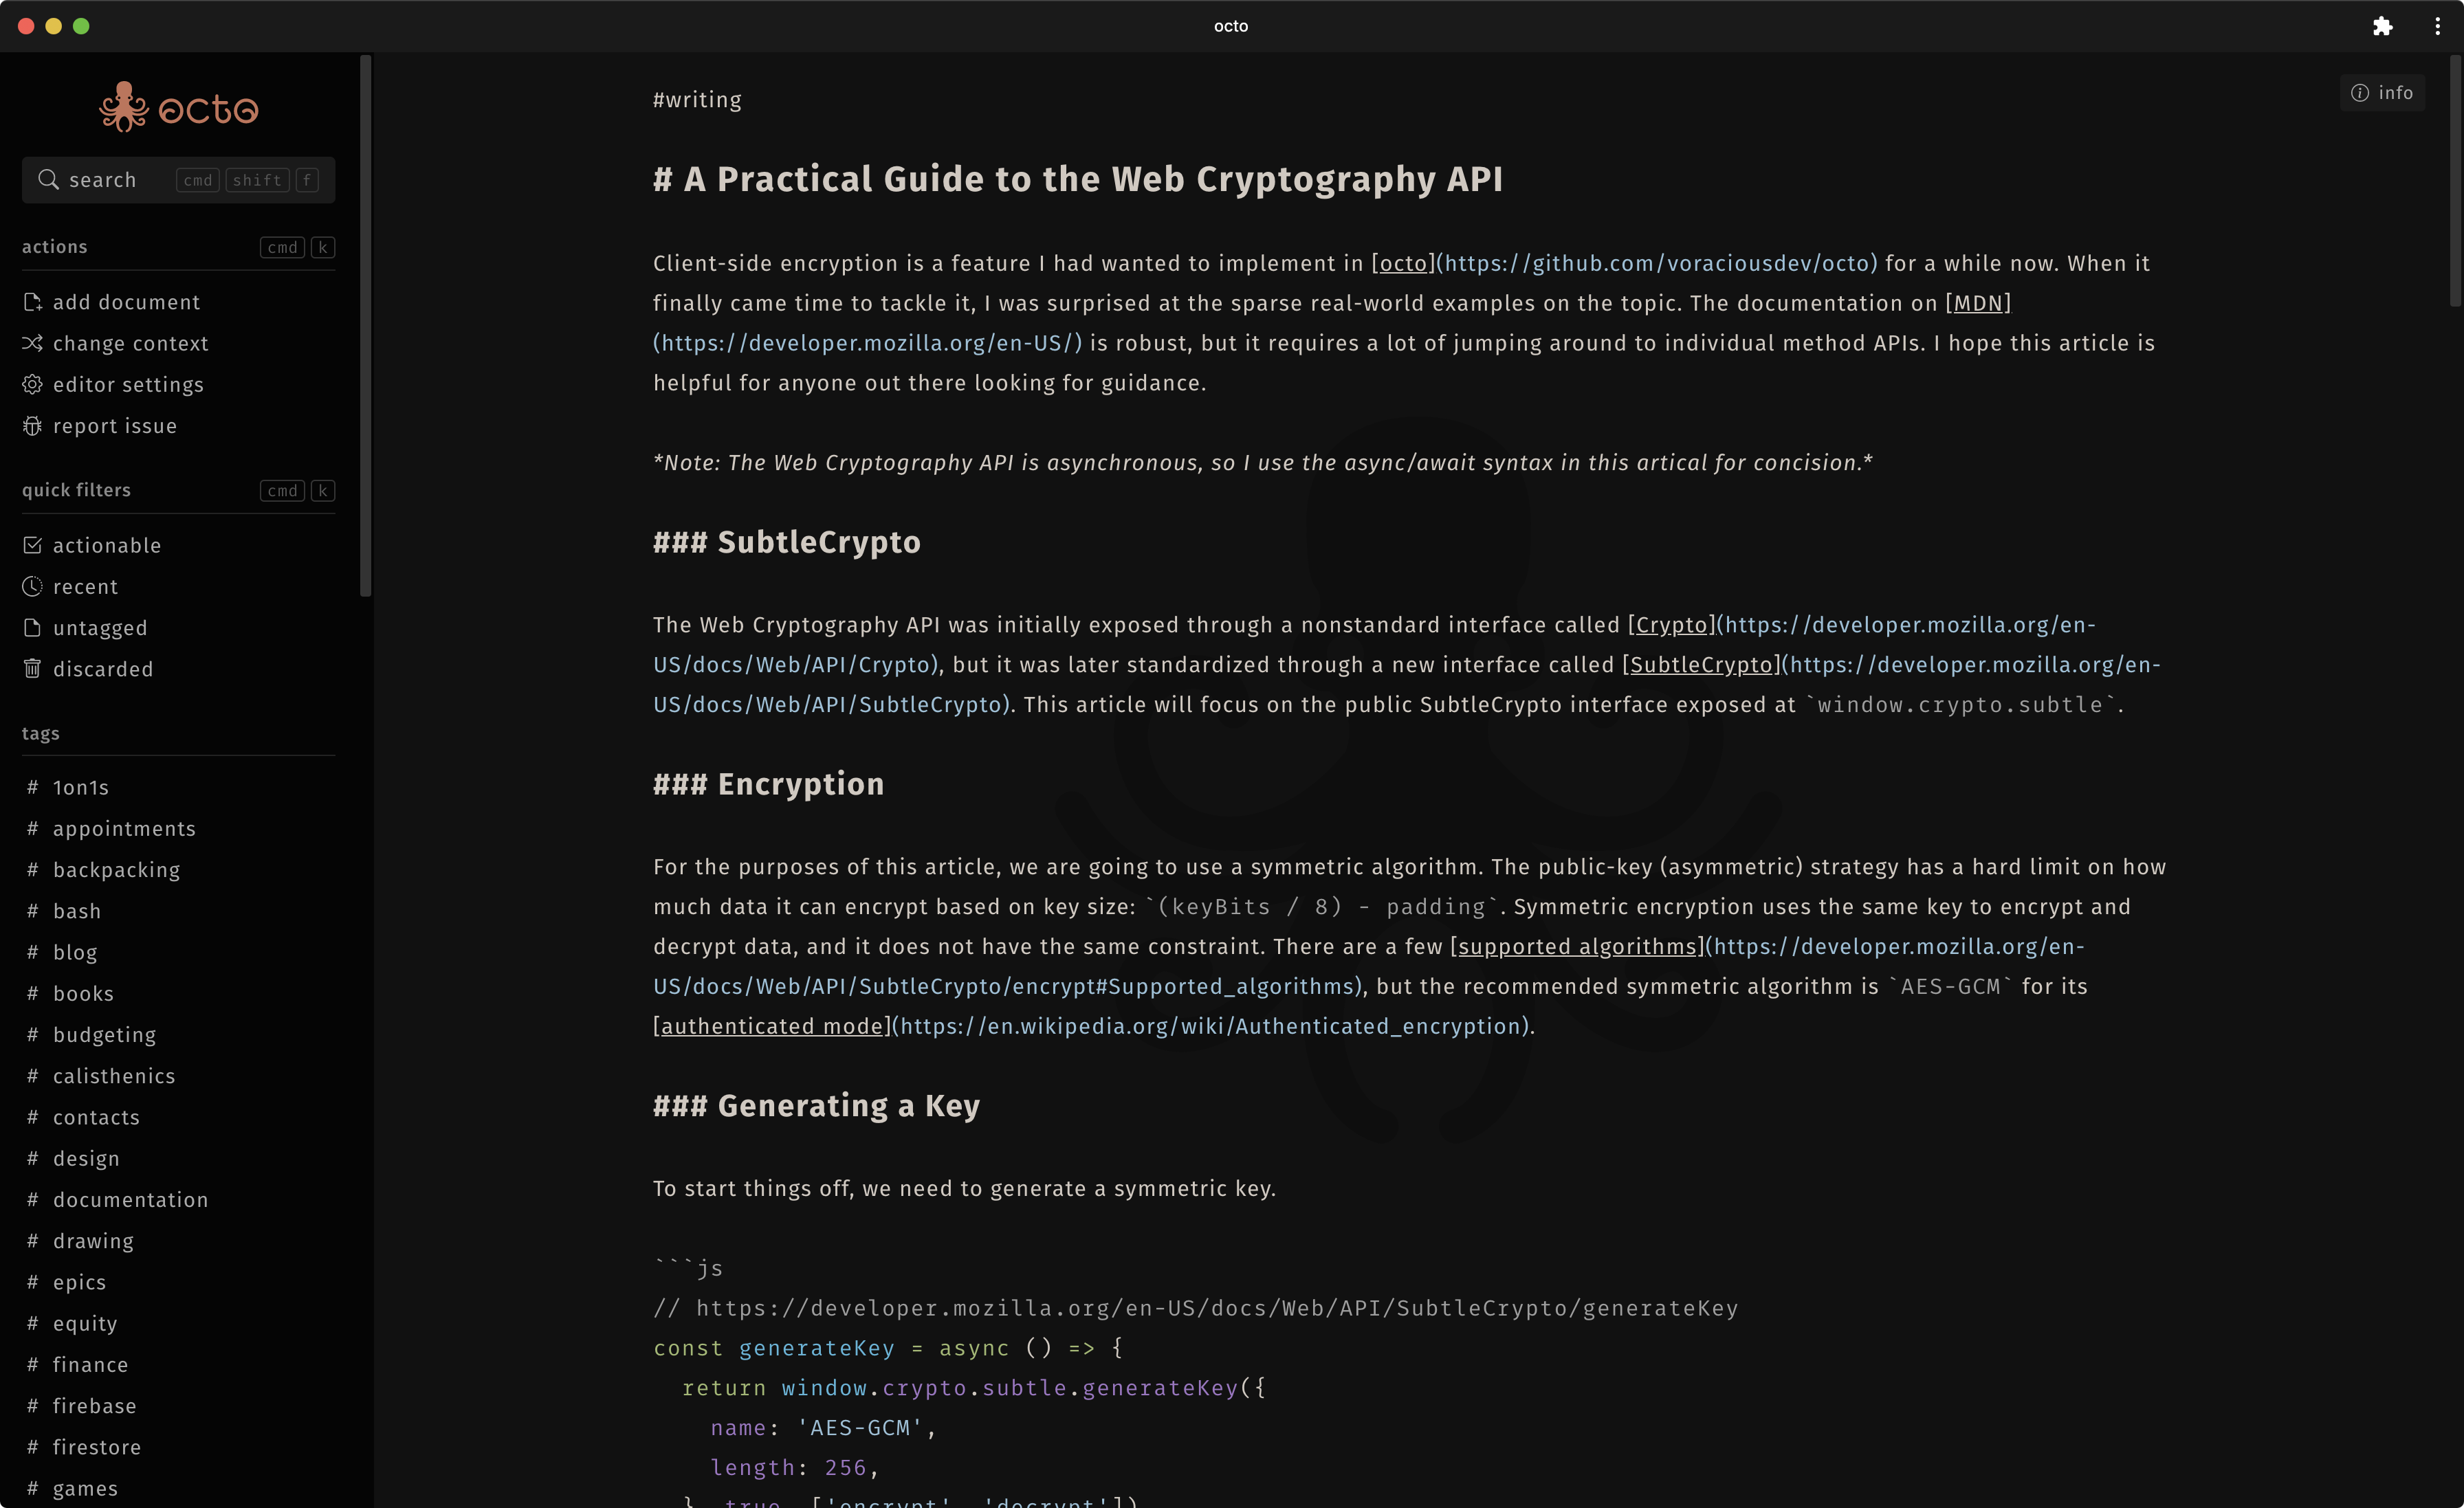 octo
octo
search cmd shift f
actions cmd k
add document
change context
editor settings
report issue
quick filters cmd k
actionable
recent
untagged
discarded
tags
# 1on1s
# appointments
# backpacking
# bash
# blog
# books
# budgeting
# calisthenics
# contacts
# design
# documentation
# drawing
# epics
# equity
# finance
# firebase
# firestore
# games
info
#writing
# A Practical Guide to the Web Cryptography API
Client-side encryption is a feature I had wanted to implement in [octo](https://github.com/voraciousdev/octo) for a while now. When it
finally came time to tackle it, I was surprised at the sparse real-world examples on the topic. The documentation on [MDN]
(https://developer.mozilla.org/en-US/) is robust, but it requires a lot of jumping around to individual method APIs. I hope this article is
helpful for anyone out there looking for guidance.
*Note: The Web Cryptography API is asynchronous, so I use the async/await syntax in this artical for concision.*
### SubtleCrypto
The Web Cryptography API was initially exposed through a nonstandard interface called [Crypto](https://developer.mozilla.org/en-
US/docs/Web/API/Crypto), but it was later standardized through a new interface called [SubtleCrypto](https://developer.mozilla.org/en-
US/docs/Web/API/SubtleCrypto). This article will focus on the public SubtleCrypto interface exposed at `window.crypto.subtle`.
### Encryption
For the purposes of this article, we are going to use a symmetric algorithm. The public-key (asymmetric) strategy has a hard limit on how
much data it can encrypt based on key size: `(keyBits / 8) - padding`. Symmetric encryption uses the same key to encrypt and
decrypt data, and it does not have the same constraint. There are a few [supported algorithms](https://developer.mozilla.org/en-
US/docs/Web/API/SubtleCrypto/encrypt#Supported_algorithms), but the recommended symmetric algorithm is `AES-GCM` for its
[authenticated mode](https://en.wikipedia.org/wiki/Authenticated_encryption).
### Generating a Key
To start things off, we need to generate a symmetric key.
```js
// https://developer.mozilla.org/en-US/docs/Web/API/SubtleCrypto/generateKey
const generateKey = async () => {
  return window.crypto.subtle.generateKey({
    name: 'AES-GCM',
    length: 256,
  }, true, ['encrypt', 'decrypt'])